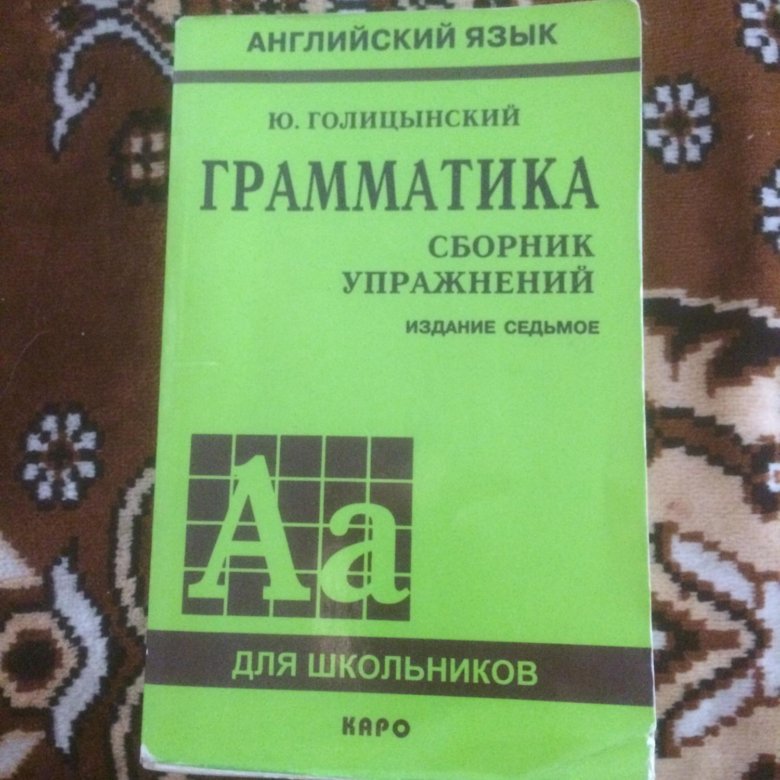 АНГЛИЙСКИЙ ЯЗЫК
Ю. ГОЛИЦЫНСКИЙ
ГРАММАТИКА
СБОРНИК
УПРАЖНЕНИЙ
ИЗДАНИЕ СЕДЬМОЕ
Aa
ДЛЯ ШКОЛЬНИКОВ
КАРО